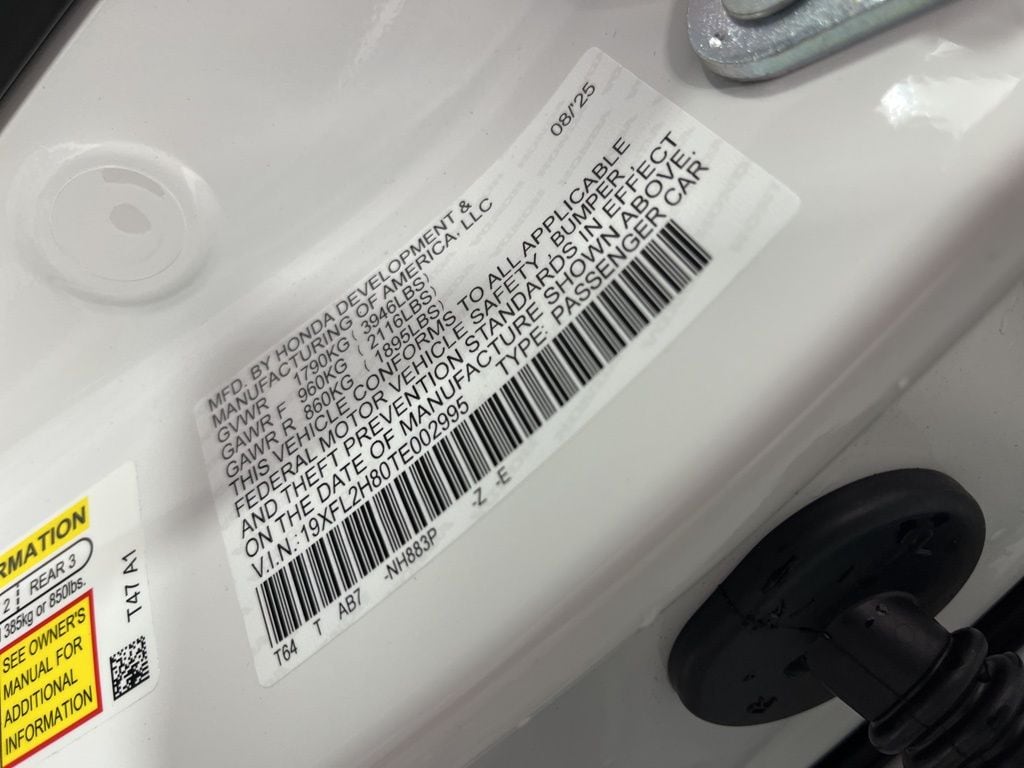 08/'25
MFD. BY HONDA DEVELOPMENT &
MANUFACTURING OF AMERICA. LLC
GVWR 1790KG ( 3946LBS)
GAWR F 960KG ( 2116LBS)
GAWR R 860KG ( 1895LBS)
THIS VEHICLE CONFORMS TO ALL APPLICABLE
FEDERAL MOTOR VEHICLE SAFETY, BUMPER,
AND THEFT PREVENTION STANDARDS IN EFFECT
ON THE DATE OF MANUFACTURE SHOWN ABOVE.
V.I.N:19XFL2H80TE002995 TYPE: PASSENGER CAR
T64 T AB7 -NH883P -Z -E
RMATION
2 REAR 3
385kg or 850lbs.
SEE OWNER'S
MANUAL FOR
ADDITIONAL
INFORMATION
T47 A1